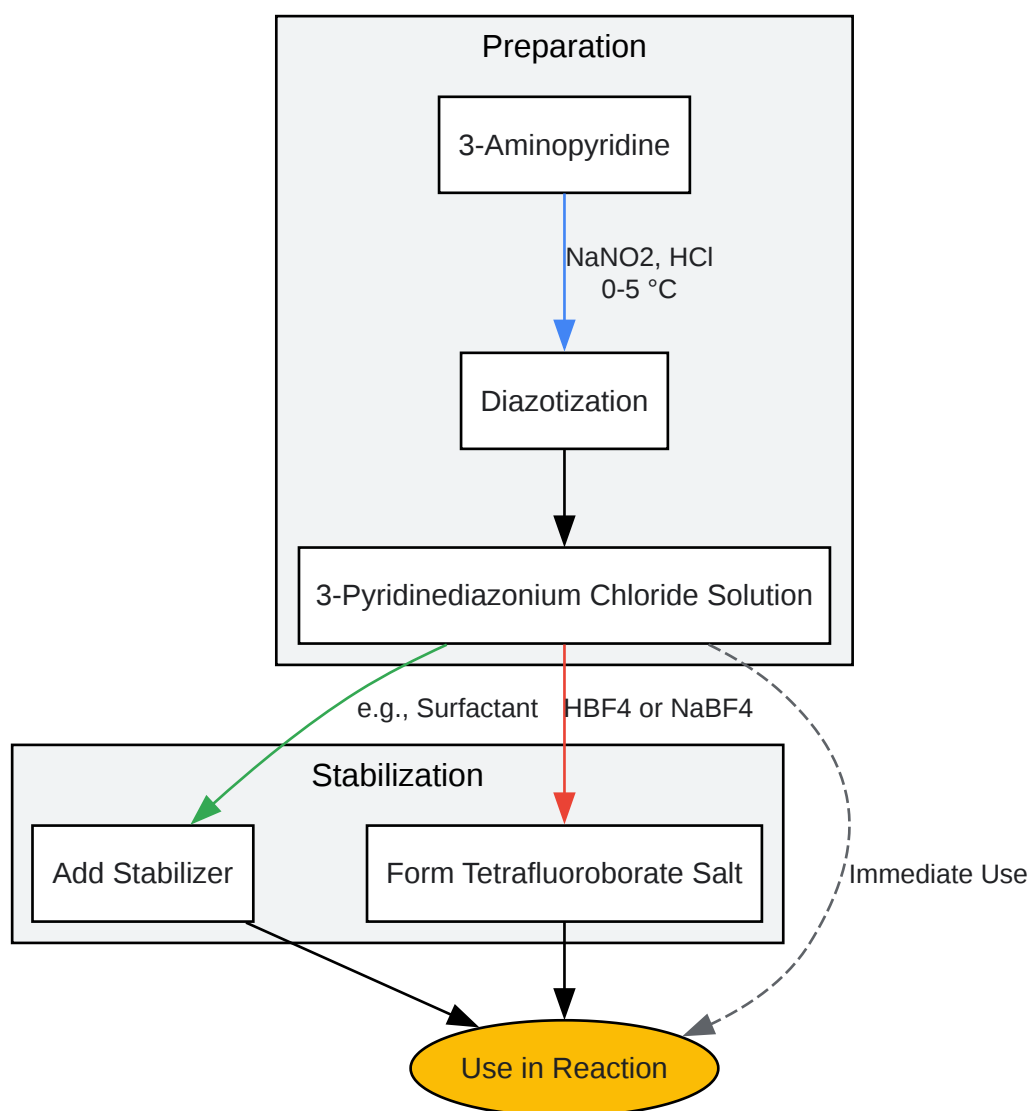 Preparation
3-Aminopyridine
NaNO2, HCl
0-5 °C
Diazotization
3-Pyridinediazonium Chloride Solution
e.g., Surfactant
HBF4 or NaBF4
Stabilization
Add Stabilizer
Form Tetrafluoroborate Salt
Immediate Use
Use in Reaction